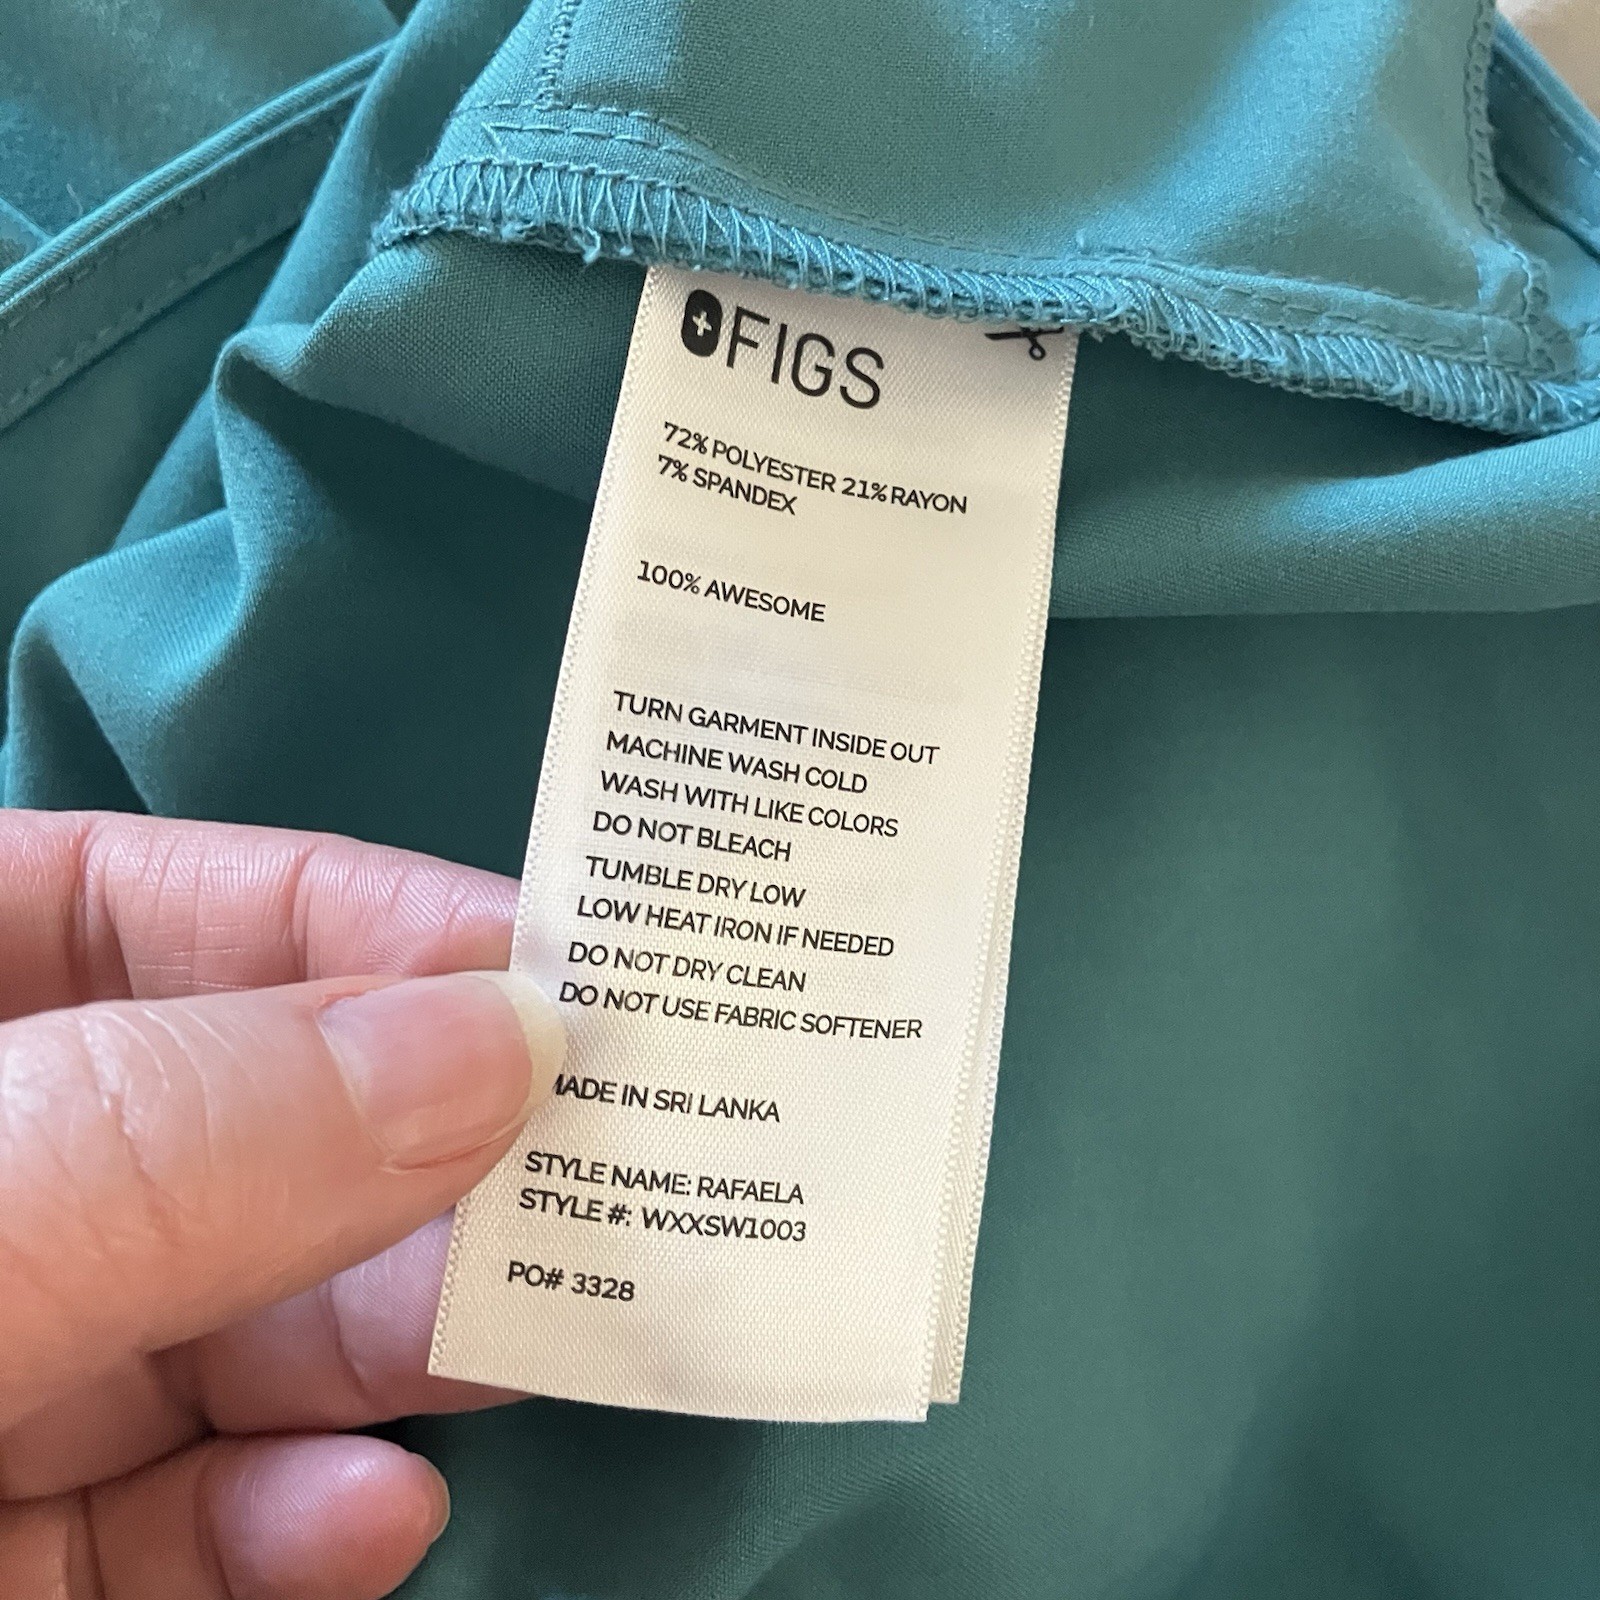 FIGS
72% POLYESTER 21% RAYON
7% SPANDEX
100% AWESOME
TURN GARMENT INSIDE OUT
MACHINE WASH COLD
WASH WITH LIKE COLORS
DO NOT BLEACH
TUMBLE DRY LOW
LOW HEAT IRON IF NEEDED
DO NOT DRY CLEAN
DO NOT USE FABRIC SOFTENER
MADE IN SRI LANKA
STYLE NAME: RAFAELA
STYLE #: WXXSW1003
PO# 3328